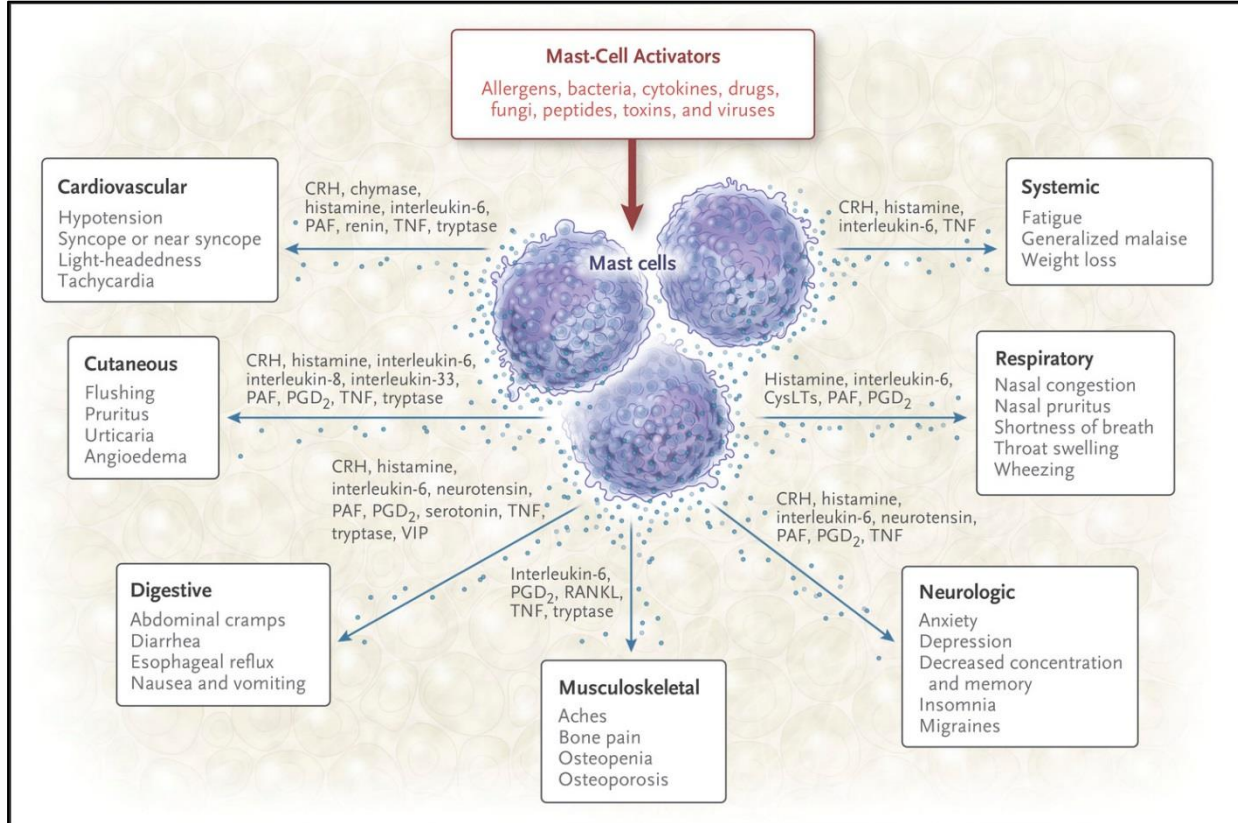 Mast-Cell Activators
Allergens, bacteria, cytokines, drugs,
fungi, peptides, toxins, and viruses
Cardiovascular
Hypotension
Syncope or near syncope
Light-headedness
Tachycardia
CRH, chymase,
histamine, interleukin-6,
PAF, renin, TNF, tryptase
Mast cells
CRH, histamine,
interleukin-6, TNF
Systemic
Fatigue
Generalized malaise
Weight loss
Cutaneous
Flushing
Pruritus
Urticaria
Angioedema
CRH, histamine, interleukin-6,
interleukin-8, interleukin-33,
PAF, PGD₂, TNF, tryptase
Histamine, interleukin-6,
CysLTs, PAF, PGD₂
Respiratory
Nasal congestion
Nasal pruritus
Shortness of breath
Throat swelling
Wheezing
CRH, histamine,
interleukin-6, neurotensin,
PAF, PGD₂, serotonin, TNF,
tryptase, VIP
CRH, histamine,
interleukin-6, neurotensin,
PAF, PGD₂, TNF
Digestive
Abdominal cramps
Diarrhea
Esophageal reflux
Nausea and vomiting
Interleukin-6,
PGD₂, RANKL,
TNF, tryptase
Musculoskeletal
Aches
Bone pain
Osteopenia
Osteoporosis
Neurologic
Anxiety
Depression
Decreased concentration
and memory
Insomnia
Migraines